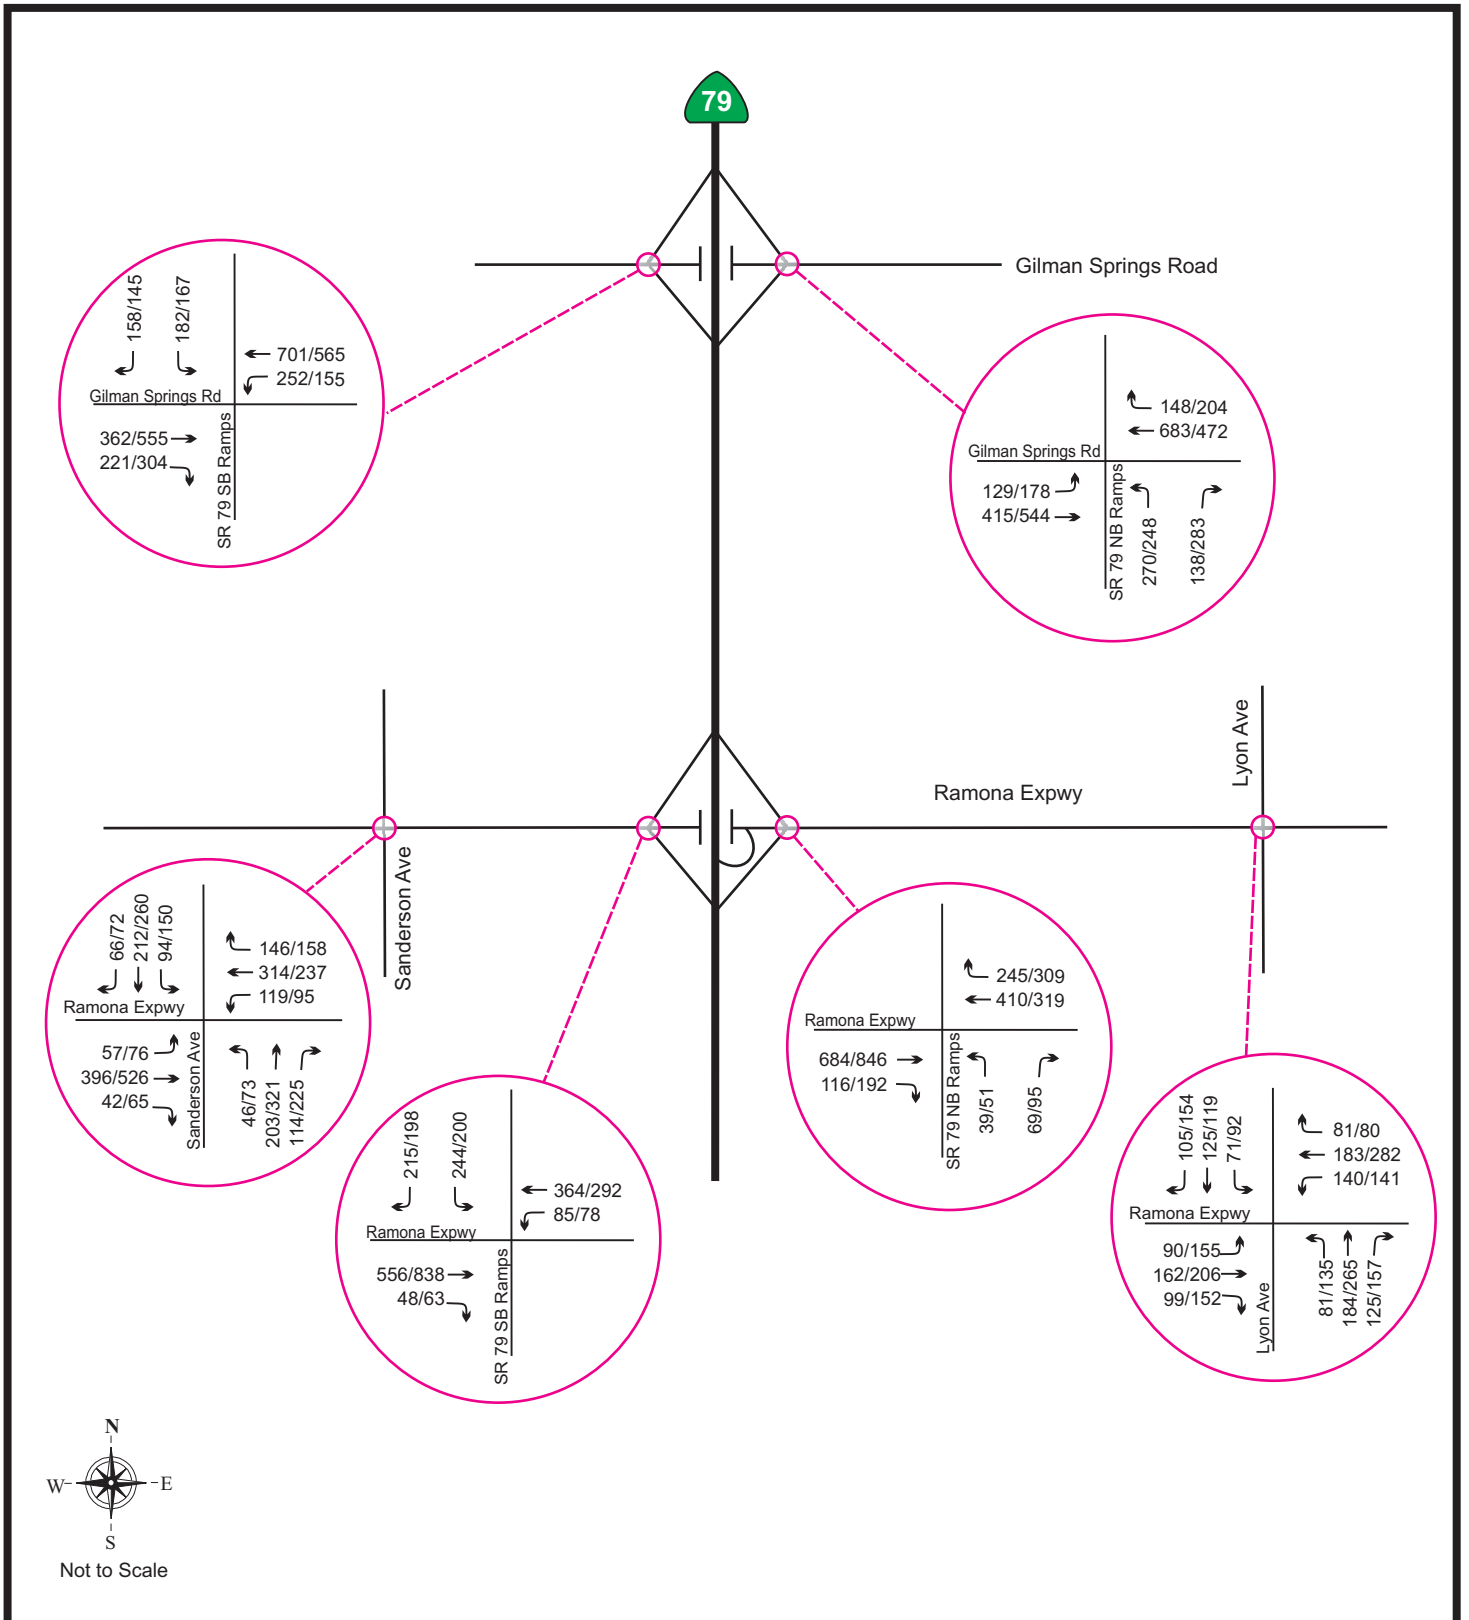 79
Gilman Springs Road
158/145
182/167
701/565
252/155
Gilman Springs Rd
362/555
221/304
SR 79 SB Ramps
148/204
683/472
Gilman Springs Rd
129/178
415/544
SR 79 NB Ramps
270/248
138/283
Lyon Ave
Ramona Expwy
Sanderson Ave
66/72
212/260
94/150
146/158
314/237
119/95
Ramona Expwy
57/76
396/526
42/65
Sanderson Ave
46/73
203/321
114/225
215/198
244/200
364/292
85/78
Ramona Expwy
556/838
48/63
SR 79 SB Ramps
245/309
410/319
Ramona Expwy
684/846
116/192
SR 79 NB Ramps
39/51
69/95
105/154
125/119
71/92
81/80
183/282
140/141
Ramona Expwy
90/155
162/206
99/152
Lyon Ave
81/135
184/265
125/157
N
W
E
S
Not to Scale